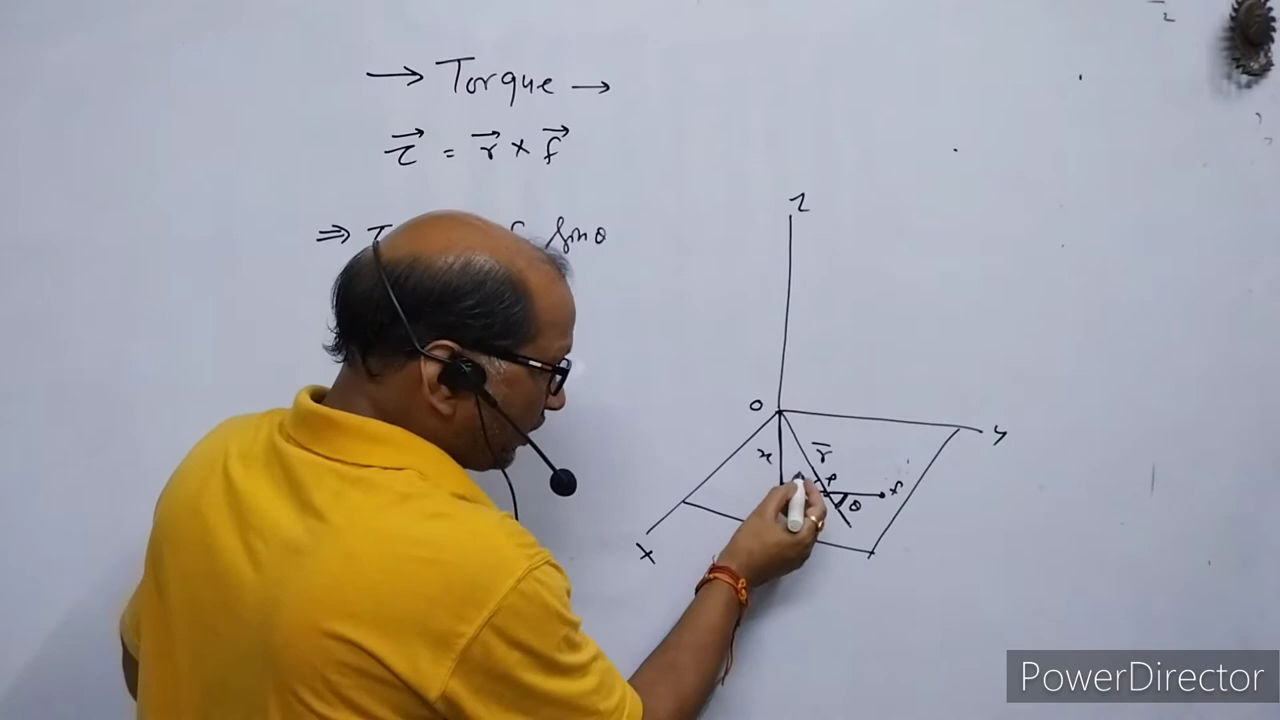 → Torque →
τ⃗ = r⃗ × f⃗
⇒ τ sinθ
Z
O
Y
r⃗
x
P
f
θ
X
PowerDirector